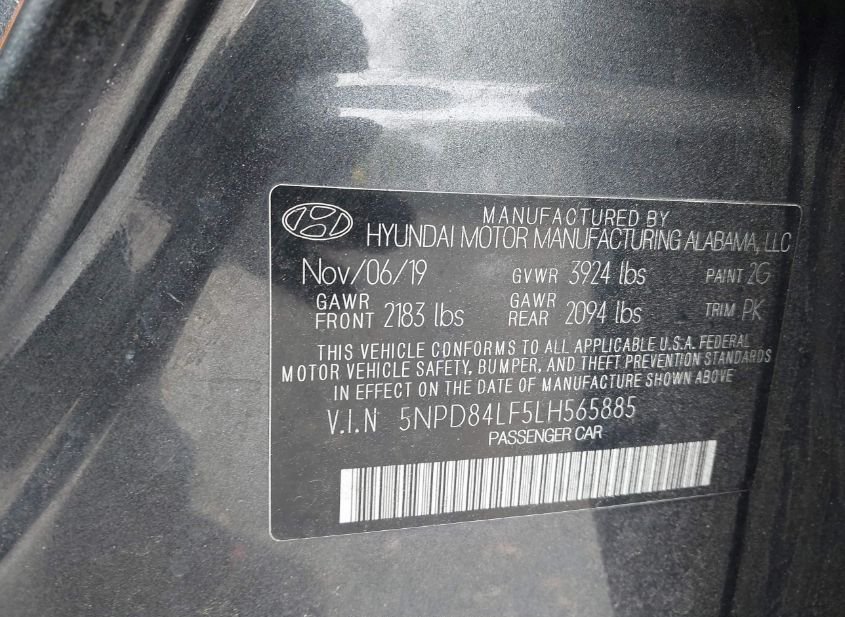 MANUFACTURED BY
HYUNDAI MOTOR MANUFACTURING ALABAMA, LLC
Nov/06/19 GVWR 3924 lbs PAINT 2G
GAWR FRONT 2183 lbs GAWR REAR 2094 lbs TRIM PK
THIS VEHICLE CONFORMS TO ALL APPLICABLE U.S.A. FEDERAL
MOTOR VEHICLE SAFETY, BUMPER, AND THEFT PREVENTION STANDARDS
IN EFFECT ON THE DATE OF MANUFACTURE SHOWN ABOVE
V.I.N 5NPD84LF5LH565885
PASSENGER CAR